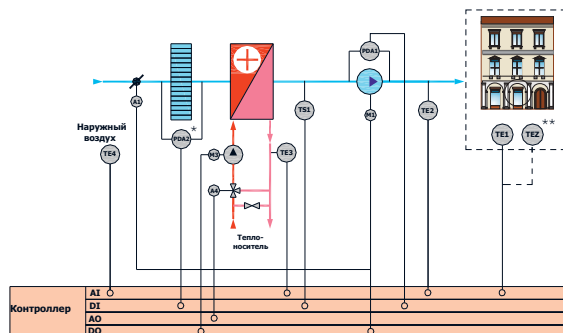 PDA1
A1
TS1
M1
TE2
Наружный
воздух
PDA2
*
TE1
TEZ
**
TE4
M3
TE3
A4
Тепло-
носитель
Контроллер
AI
DI
AO
DO